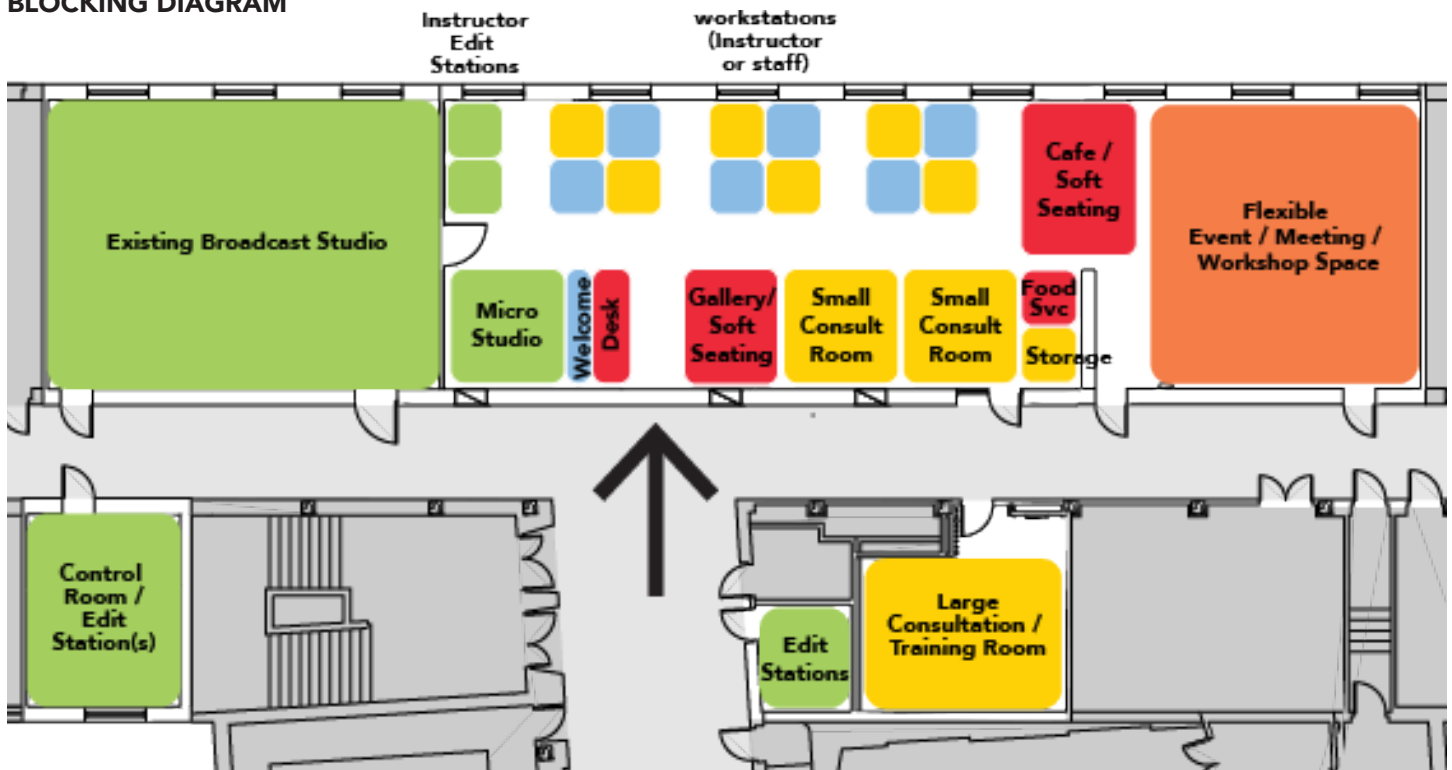 BLOCKING DIAGRAM
Instructor
Edit
Stations
workstations
(Instructor
or staff)
Existing Broadcast Studio
Cafe /
Soft
Seating
Flexible
Event / Meeting /
Workshop Space
Micro
Studio
Welcome
Desk
Gallery/
Soft
Seating
Small
Consult
Room
Small
Consult
Room
Food
Svc
Storage
Control
Room /
Edit
Station(s)
Edit
Stations
Large
Consultation /
Training Room